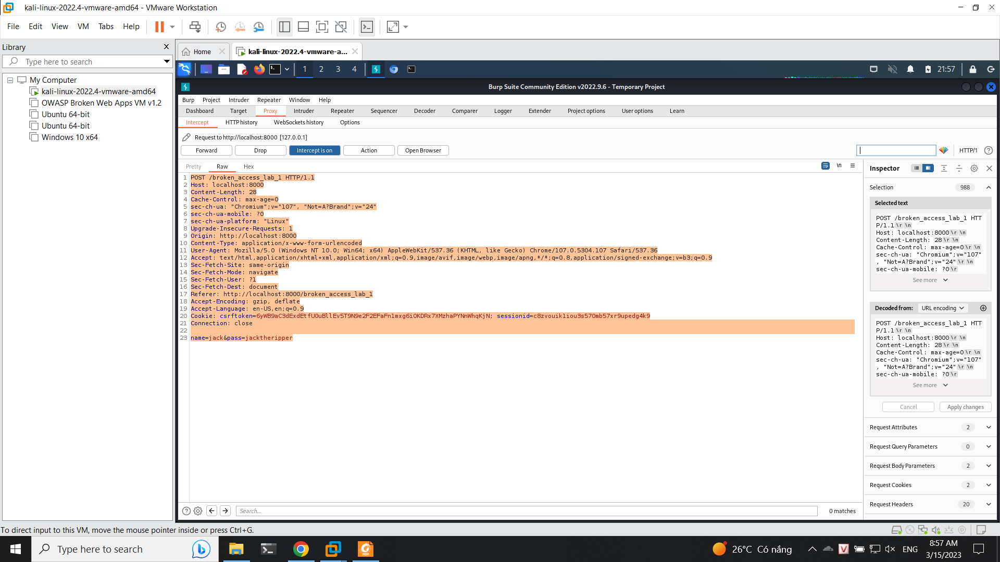 kali-linux-2022.4-vmware-amd64 - VMware Workstation
File Edit View VM Tabs Help
Library
Type here to search
My Computer
kali-linux-2022.4-vmware-amd64
OWASP Broken Web Apps VM v1.2
Ubuntu 64-bit
Ubuntu 64-bit
Windows 10 x64
Home
kali-linux-2022.4-vmware-a...
1 2 3 4
21:57
Burp Suite Community Edition v2022.9.6 - Temporary Project
Burp Project Intruder Repeater Window Help
Dashboard Target Proxy Intruder Repeater Sequencer Decoder Comparer Logger Extender Project options User options Learn
Intercept HTTP history WebSockets history Options
Request to http://localhost:8000 [127.0.0.1]
Forward Drop Intercept is on Action Open Browser
HTTP/1
Pretty Raw Hex
\n
1 POST /broken_access_lab_1 HTTP/1.1
2 Host: localhost:8000
3 Content-Length: 28
4 Cache-Control: max-age=0
5 sec-ch-ua: "Chromium";v="107", "Not=A?Brand";v="24"
6 sec-ch-ua-mobile: ?0
7 sec-ch-ua-platform: "Linux"
8 Upgrade-Insecure-Requests: 1
9 Origin: http://localhost:8000
10 Content-Type: application/x-www-form-urlencoded
11 User-Agent: Mozilla/5.0 (Windows NT 10.0; Win64; x64) AppleWebKit/537.36 (KHTML, like Gecko) Chrome/107.0.5304.107 Safari/537.36
12 Accept: text/html,application/xhtml+xml,application/xml;q=0.9,image/avif,image/webp,image/apng,*/*;q=0.8,application/signed-exchange;v=b3;q=0.9
13 Sec-Fetch-Site: same-origin
14 Sec-Fetch-Mode: navigate
15 Sec-Fetch-User: ?1
16 Sec-Fetch-Dest: document
17 Referer: http://localhost:8000/broken_access_lab_1
18 Accept-Encoding: gzip, deflate
19 Accept-Language: en-US,en;q=0.9
20 Cookie: csrftoken=6yWB9aC3dExdEtfU0uBllEv5T9N9e2F2EFaFn1mxg6iOKDRx7XMzhaPYNnWhqKjN; sessionid=c8zvouik1iou3s570mb57xr9upedg4k9
21 Connection: close
22
23 name=jack&pass=jacktheripper
Inspector
Selection 988
Selected text
POST /broken_access_lab_1 HTT
P/1.1 \r \n
Host: localhost:8000 \r \n
Content-Length: 28 \r \n
Cache-Control: max-age=0 \r \n
sec-ch-ua: "Chromium";v="107"
, "Not=A?Brand";v="24" \r \n
sec-ch-ua-mobile: ?0 \r
See more
Decoded from: URL encoding
POST /broken_access_lab_1 HTT
P/1.1 \r \n
Host: localhost:8000 \r \n
Content-Length: 28 \r \n
Cache-Control: max-age=0 \r \n
sec-ch-ua: "Chromium";v="107"
, "Not=A?Brand";v="24" \r \n
sec-ch-ua-mobile: ?0 \r
See more
Cancel Apply changes
Request Attributes 2
Request Query Parameters 0
Request Body Parameters 2
Request Cookies 2
Request Headers 20
Search...
0 matches
To direct input to this VM, move the mouse pointer inside or press Ctrl+G.
Type here to search
PDF
26°C Có nắng
V
ENG
8:57 AM
3/15/2023